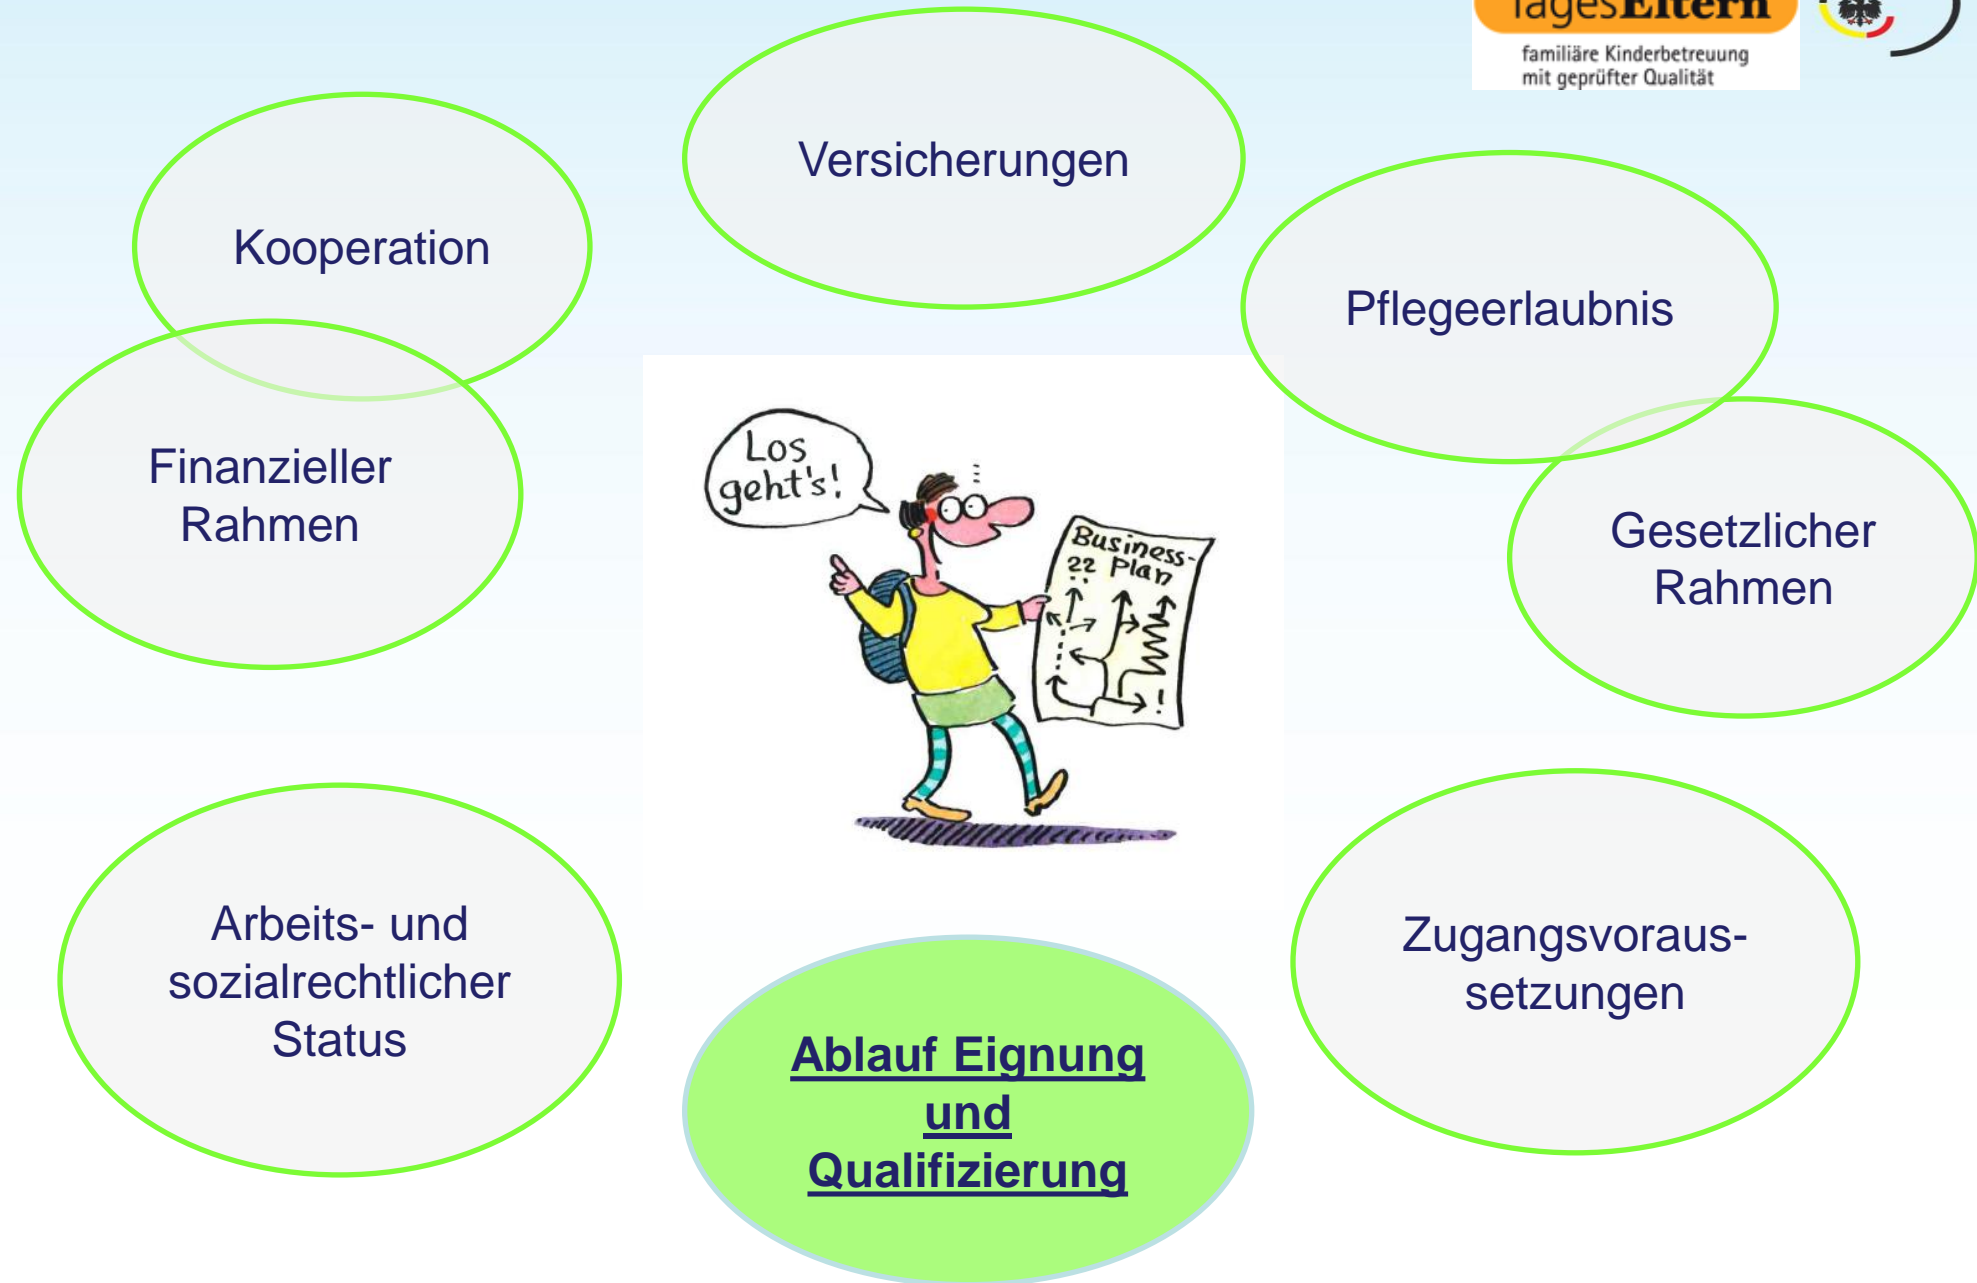 TagesEltern
familiäre Kinderbetreuung
mit geprüfter Qualität
Versicherungen
Kooperation
Pflegeerlaubnis
Finanzieller
Rahmen
Gesetzlicher
Rahmen
Los
geht's!
Business-
?? Plan
!
Arbeits- und
sozialrechtlicher
Status
Zugangsvoraus-
setzungen
Ablauf Eignung
und
Qualifizierung